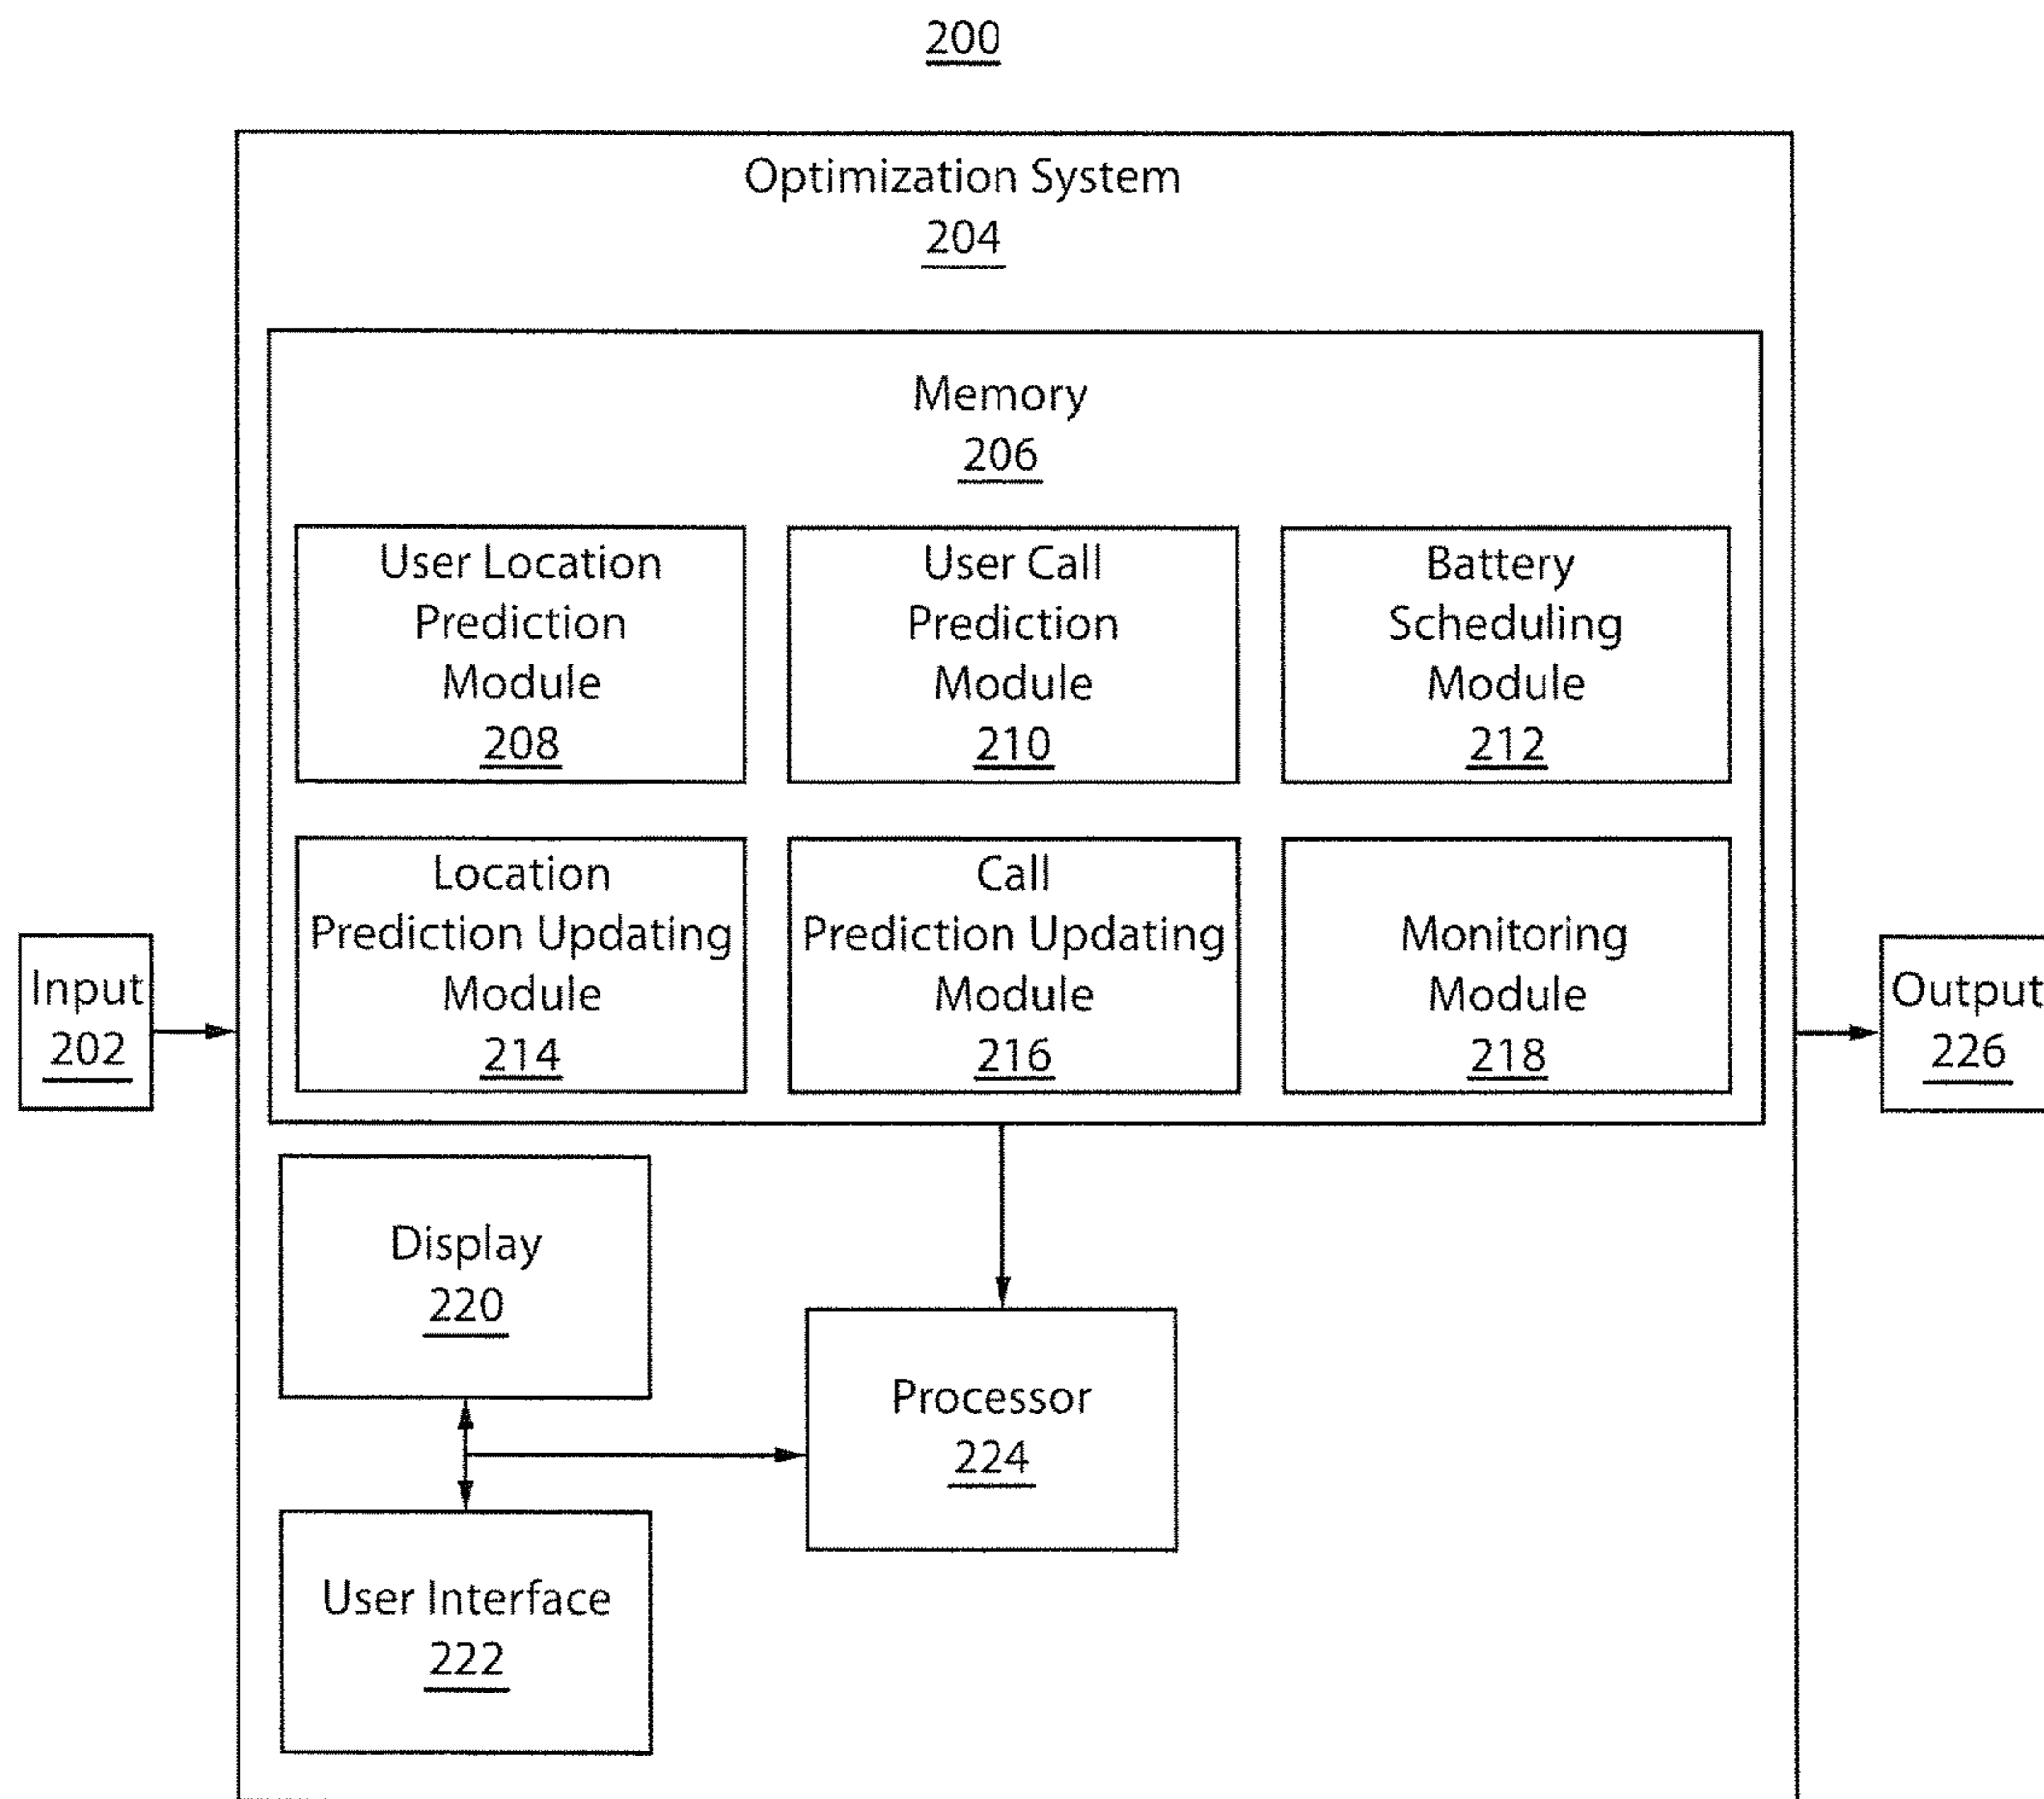 200
Optimization System
204
Memory
206
User Location
Prediction
Module
208
User Call
Prediction
Module
210
Battery
Scheduling
Module
212
Location
Prediction Updating
Module
214
Call
Prediction Updating
Module
216
Monitoring
Module
218
Input
202
Output
226
Display
220
Processor
224
User Interface
222